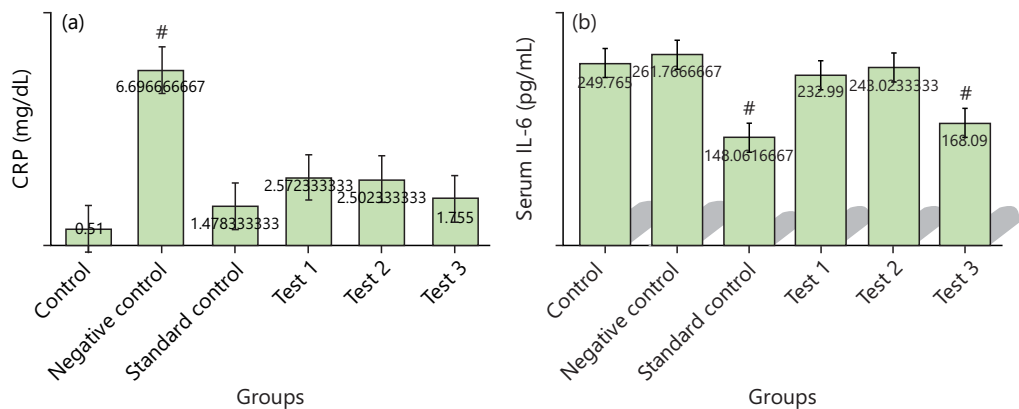 (a)
CRP (mg/dL)
#
0.51
6.696666667
1.478333333
2.572333333
2.502333333
1.755
Control
Negative control
Standard control
Test 1
Test 2
Test 3
Groups
(b)
Serum IL-6 (pg/mL)
#
#
249.765
261.7666667
148.0616667
232.99
243.0233333
168.09
Control
Negative control
Standard control
Test 1
Test 2
Test 3
Groups